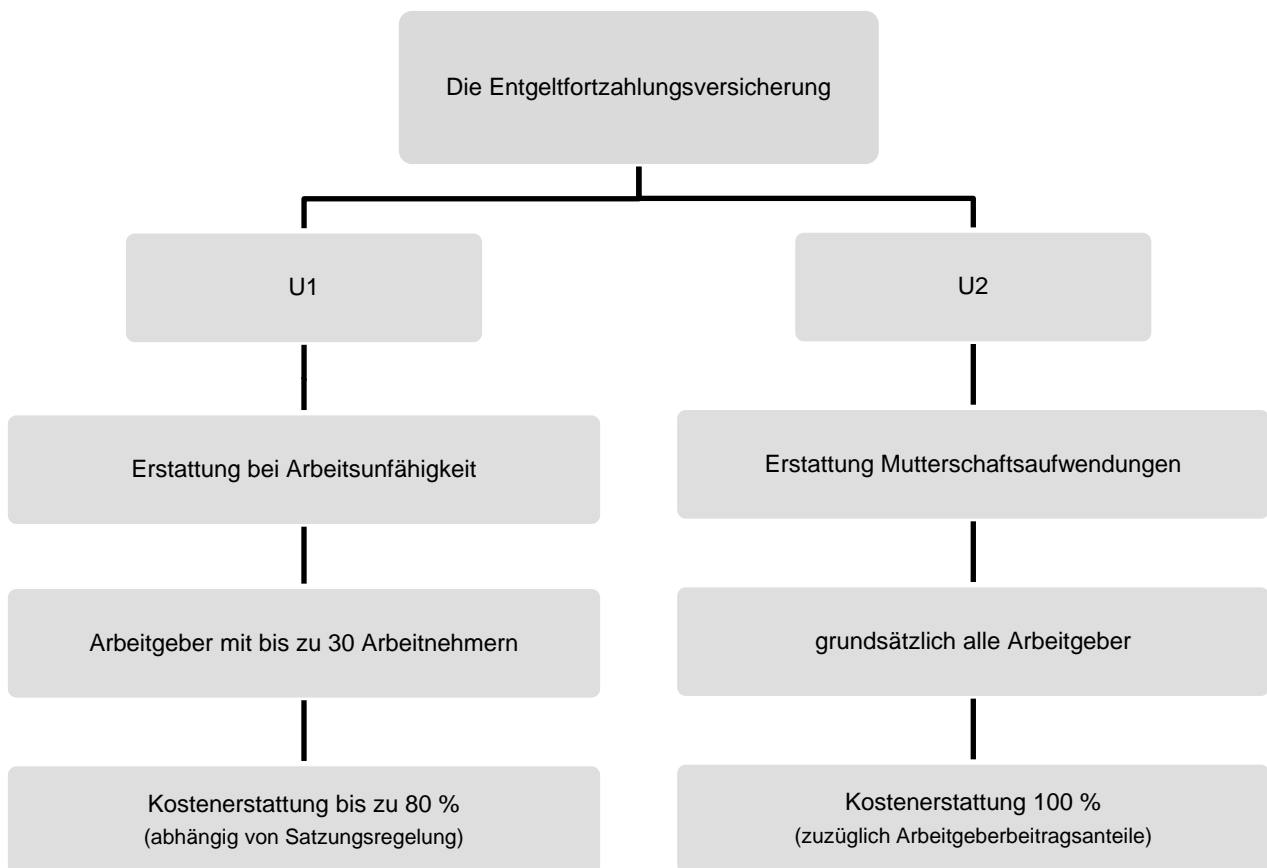 Die Entgeltfortzahlungsversicherung
U1
U2
Erstattung bei Arbeitsunfähigkeit
Erstattung Mutterschaftsaufwendungen
Arbeitgeber mit bis zu 30 Arbeitnehmern
grundsätzlich alle Arbeitgeber
Kostenerstattung bis zu 80 %
(abhängig von Satzungsregelung)
Kostenerstattung 100 %
(zuzüglich Arbeitgeberbeitragsanteile)